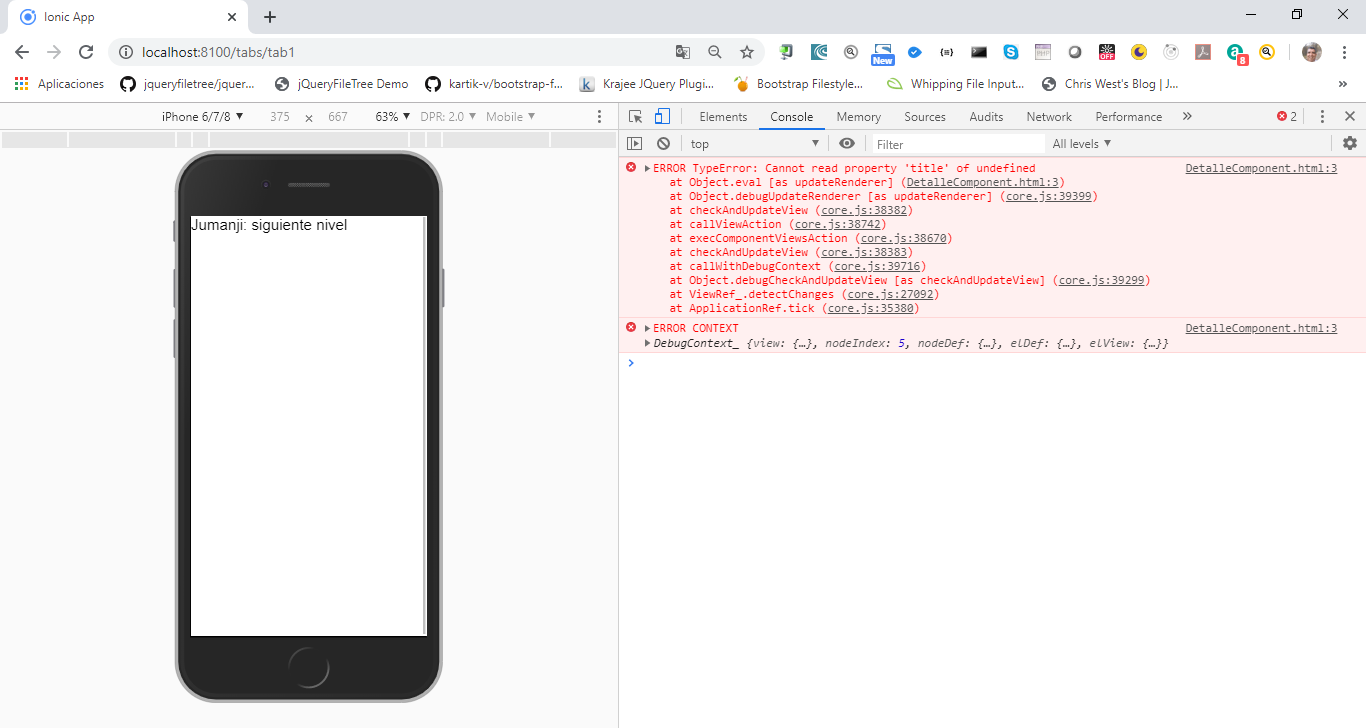 Ionic App
localhost:8100/tabs/tab1
New
{≡}
PHP
OFF
8
Aplicaciones
jqueryfiletree/jquer...
jQueryFileTree Demo
kartik-v/bootstrap-f...
Krajee JQuery Plugi...
Bootstrap Filestyle...
Whipping File Input...
Chris West's Blog | J...
»
iPhone 6/7/8 ▼ 375 × 667 63% ▼ DPR: 2.0 ▼ Mobile ▼
Elements Console Memory Sources Audits Network Performance » 2
top ▼ Filter All levels ▼
Jumanji: siguiente nivel
ERROR TypeError: Cannot read property 'title' of undefined DetalleComponent.html:3
at Object.eval [as updateRenderer] (DetalleComponent.html:3)
at Object.debugUpdateRenderer [as updateRenderer] (core.js:39399)
at checkAndUpdateView (core.js:38382)
at callViewAction (core.js:38742)
at execComponentViewsAction (core.js:38670)
at checkAndUpdateView (core.js:38383)
at callWithDebugContext (core.js:39716)
at Object.debugCheckAndUpdateView [as checkAndUpdateView] (core.js:39299)
at ViewRef_.detectChanges (core.js:27092)
at ApplicationRef.tick (core.js:35380)
ERROR CONTEXT DetalleComponent.html:3
DebugContext_ {view: {…}, nodeIndex: 5, nodeDef: {…}, elDef: {…}, elView: {…}}